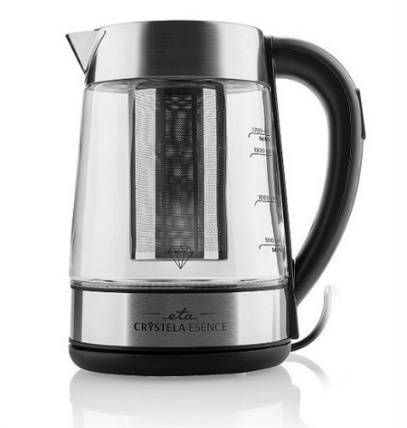 1700
MAX
1500
1000
500
MIN
eta
CRYSTELA ESENCE